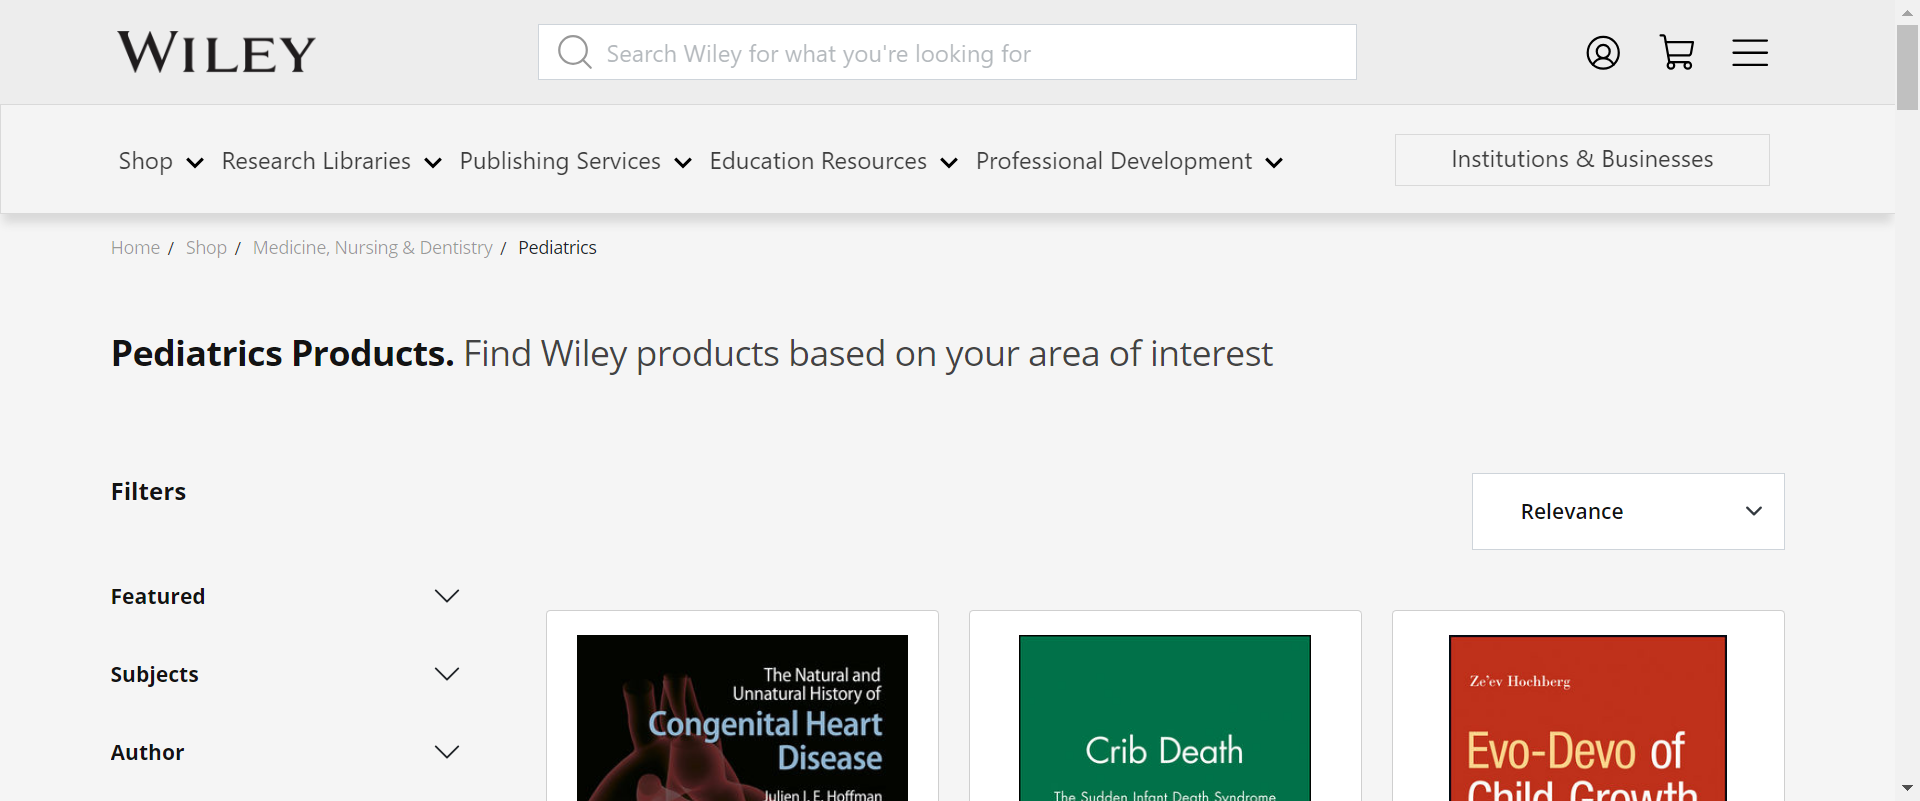 WILEY
Search Wiley for what you're looking for
Shop
Research Libraries
Publishing Services
Education Resources
Professional Development
Institutions & Businesses
Home / Shop / Medicine, Nursing & Dentistry / Pediatrics
Pediatrics Products. Find Wiley products based on your area of interest
Filters
Relevance
Featured
Subjects
Author
The Natural and
Unnatural History of
Congenital Heart
Disease
Julien I. E. Hoffman
Crib Death
The Sudden Infant Death Syndrome
Ze'ev Hochberg
Evo-Devo of
Child Growth